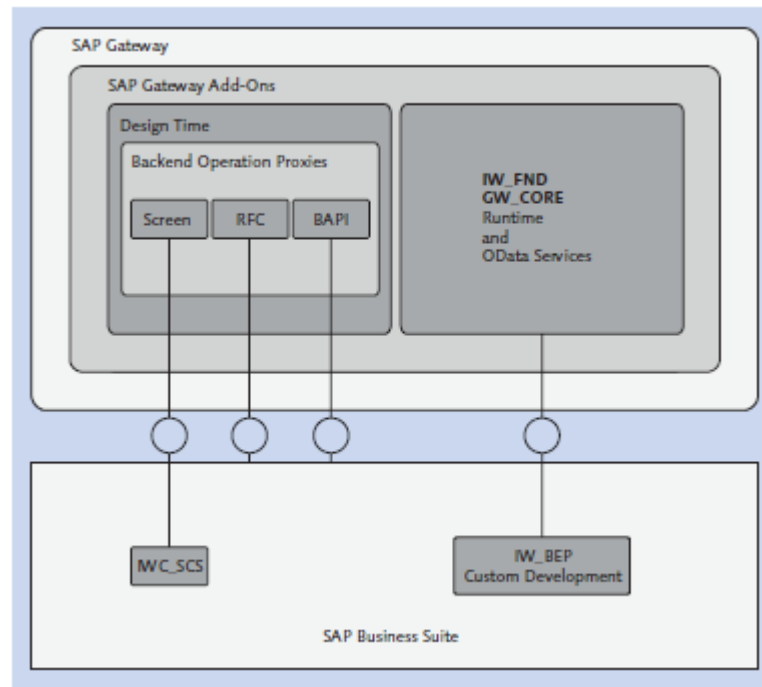 SAP Gateway
SAP Gateway Add-Ons
Design Time
Backend Operation Proxies
Screen
RFC
BAPI
IW_FND
GW_CORE
Runtime
and
OData Services
IWC_SCS
IW_BEP
Custom Development
SAP Business Suite